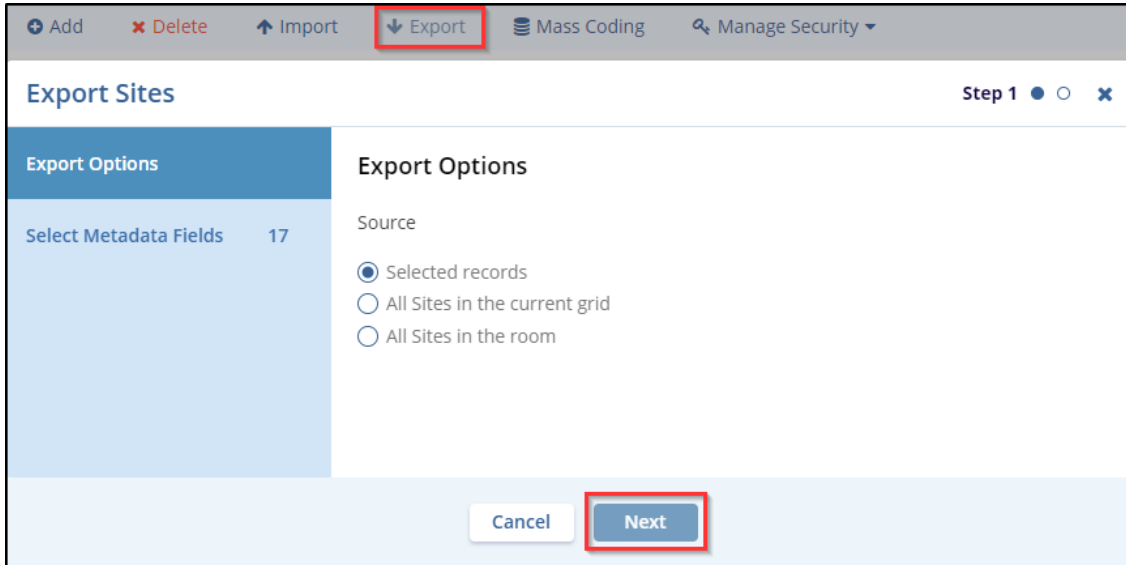 Add Delete Import Export Mass Coding Manage Security
Export Sites Step 1
Export Options
Select Metadata Fields 17
Export Options
Source
Selected records
All Sites in the current grid
All Sites in the room
Cancel Next